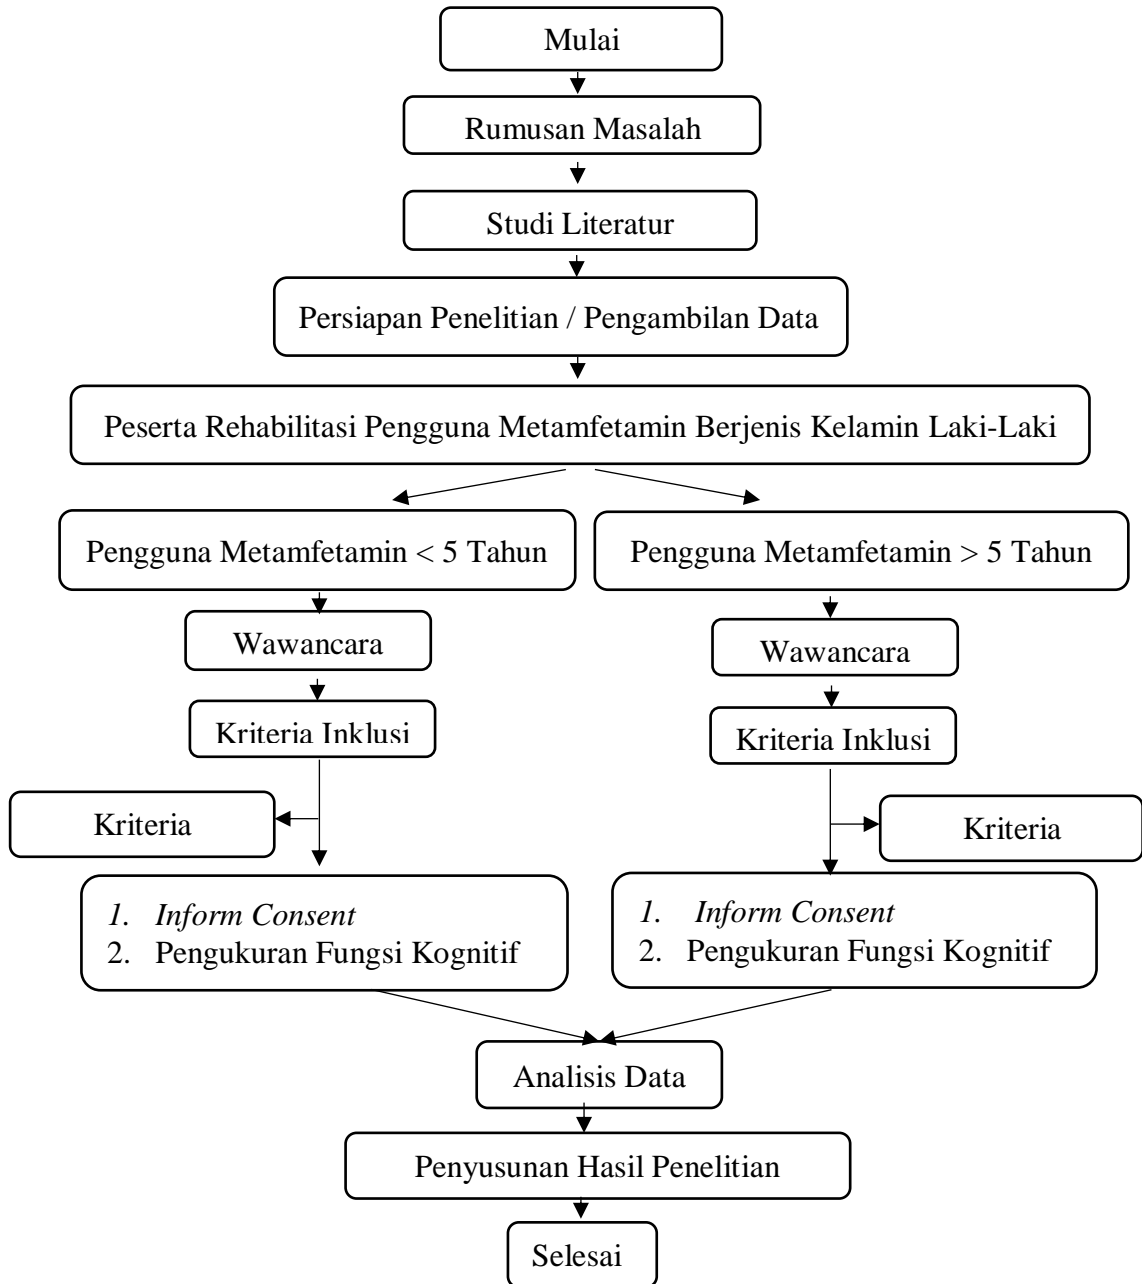 Mulai
Rumusan Masalah
Studi Literatur
Persiapan Penelitian / Pengambilan Data
Peserta Rehabilitasi Pengguna Metamfetamin Berjenis Kelamin Laki-Laki
Pengguna Metamfetamin < 5 Tahun
Pengguna Metamfetamin > 5 Tahun
Wawancara
Wawancara
Kriteria Inklusi
Kriteria Inklusi
Kriteria
Kriteria
1. Inform Consent
2. Pengukuran Fungsi Kognitif
1. Inform Consent
2. Pengukuran Fungsi Kognitif
Analisis Data
Penyusunan Hasil Penelitian
Selesai